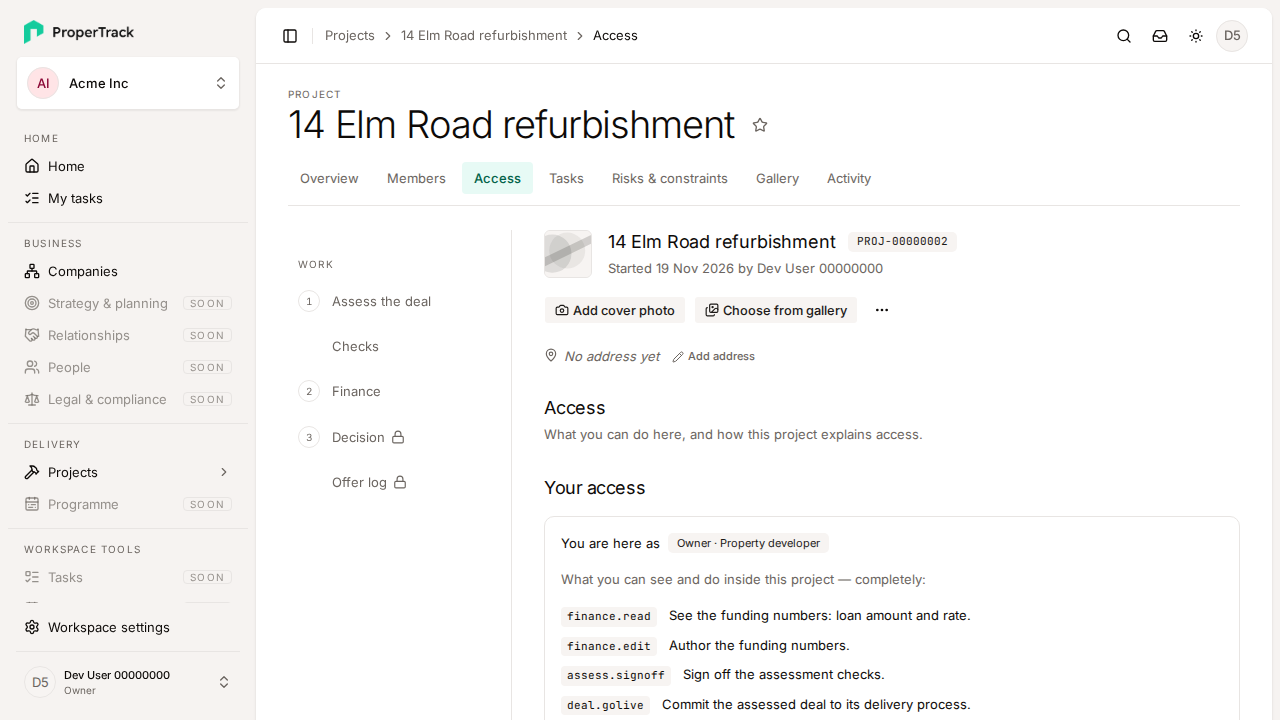 ProperTrack
AI
Acme Inc
HOME
Home
My tasks
BUSINESS
Companies
Strategy & planning SOON
Relationships SOON
People SOON
Legal & compliance SOON
DELIVERY
Projects
Programme SOON
WORKSPACE TOOLS
Tasks SOON
Workspace settings
D5
Dev User 00000000
Owner
Projects
14 Elm Road refurbishment
Access
D5
PROJECT
14 Elm Road refurbishment
Overview
Members
Access
Tasks
Risks & constraints
Gallery
Activity
WORK
1 Assess the deal
Checks
2 Finance
3 Decision
Offer log
14 Elm Road refurbishment PROJ-00000002
Started 19 Nov 2026 by Dev User 00000000
Add cover photo
Choose from gallery
No address yet Add address
Access
What you can do here, and how this project explains access.
Your access
You are here as Owner · Property developer
What you can see and do inside this project — completely:
finance.read See the funding numbers: loan amount and rate.
finance.edit Author the funding numbers.
assess.signoff Sign off the assessment checks.
deal.golive Commit the assessed deal to its delivery process.